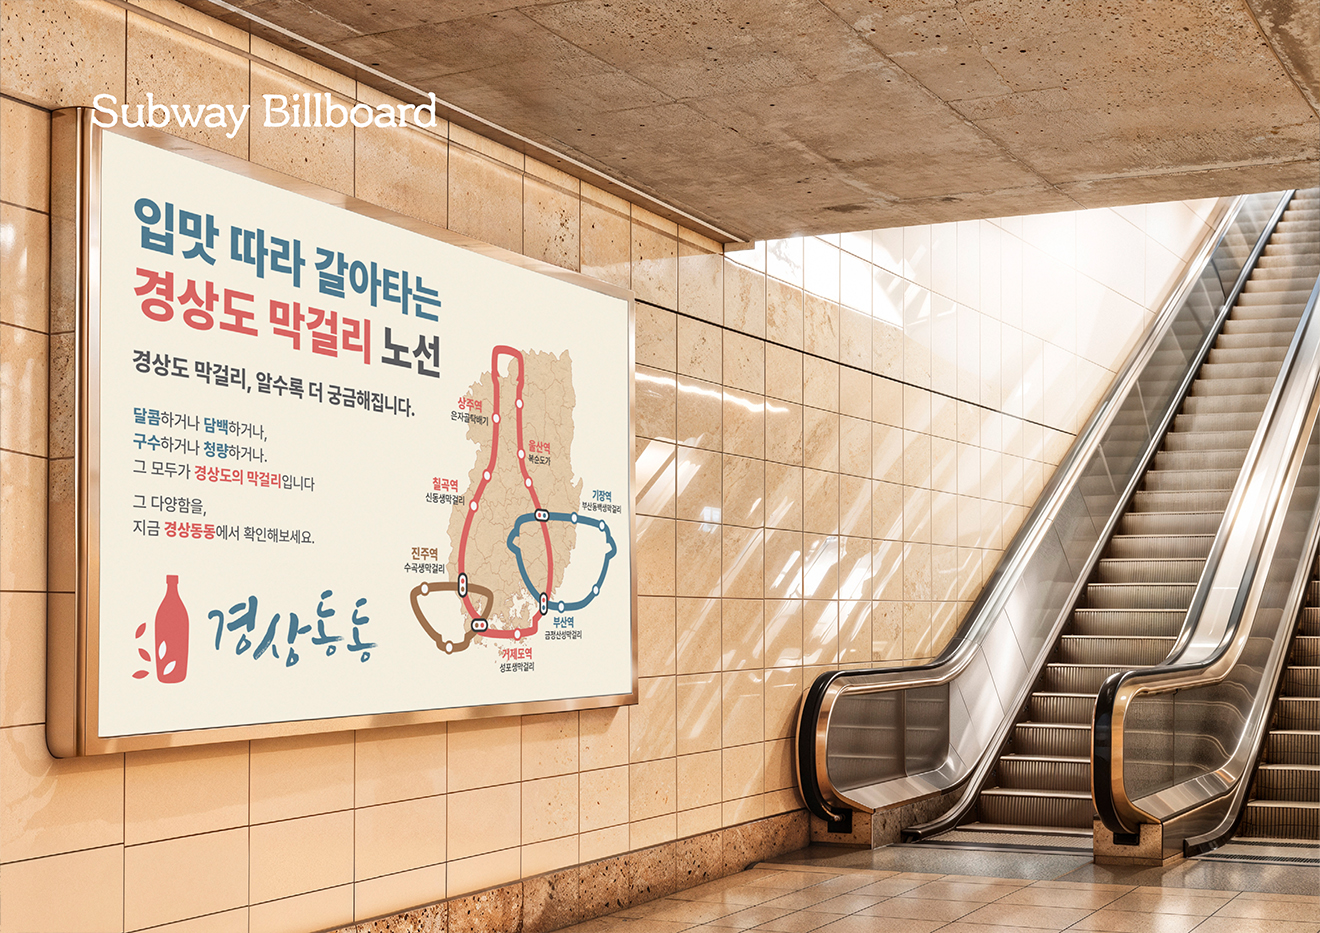 Subway Billboard
입맛 따라 갈아타는
경상도 막걸리 노선
경상도 막걸리, 알수록 더 궁금해집니다.
달콤하거나 담백하거나,
구수하거나 청량하거나.
그 모두가 경상도의 막걸리입니다
그 다양함을,
지금 경상동동에서 확인해보세요.
경상동동
상주역
은자골탁배기
울산역
복순도가
칠곡역
신동생막걸리
기장역
부산동백생막걸리
진주역
수곡생막걸리
부산역
금정산성막걸리
거제도역
성포생막걸리